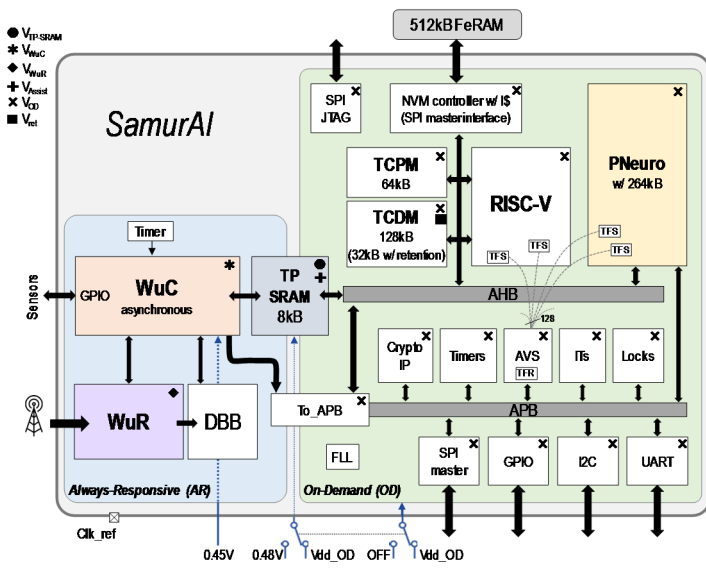 512kB FeRAM
V_TP-SRAM
V_WuC
V_WuR
V_Assist
V_OD
V_ref
SamurAI
SPI
JTAG
NVM controller w/ I$
(SPI masterinterface)
PNeuro
w/ 264kB
TCPM
64kB
RISC-V
TCDM
128kB
(32kB w/ retention)
TFS
TFS
TFS
TFS
Timer
Sensors
GPIO
WuC
asynchronous
TP
SRAM
8kB
AHB
128
Crypto
IP
Timers
AVS
TFR
ITs
Locks
WuR
DBB
To_APB
APB
FLL
SPI
master
GPIO
I2C
UART
Always-Responsive (AR)
On-Demand (OD)
Clk_ref
0.45V
0.48V
Vdd_OD
OFF
Vdd_OD